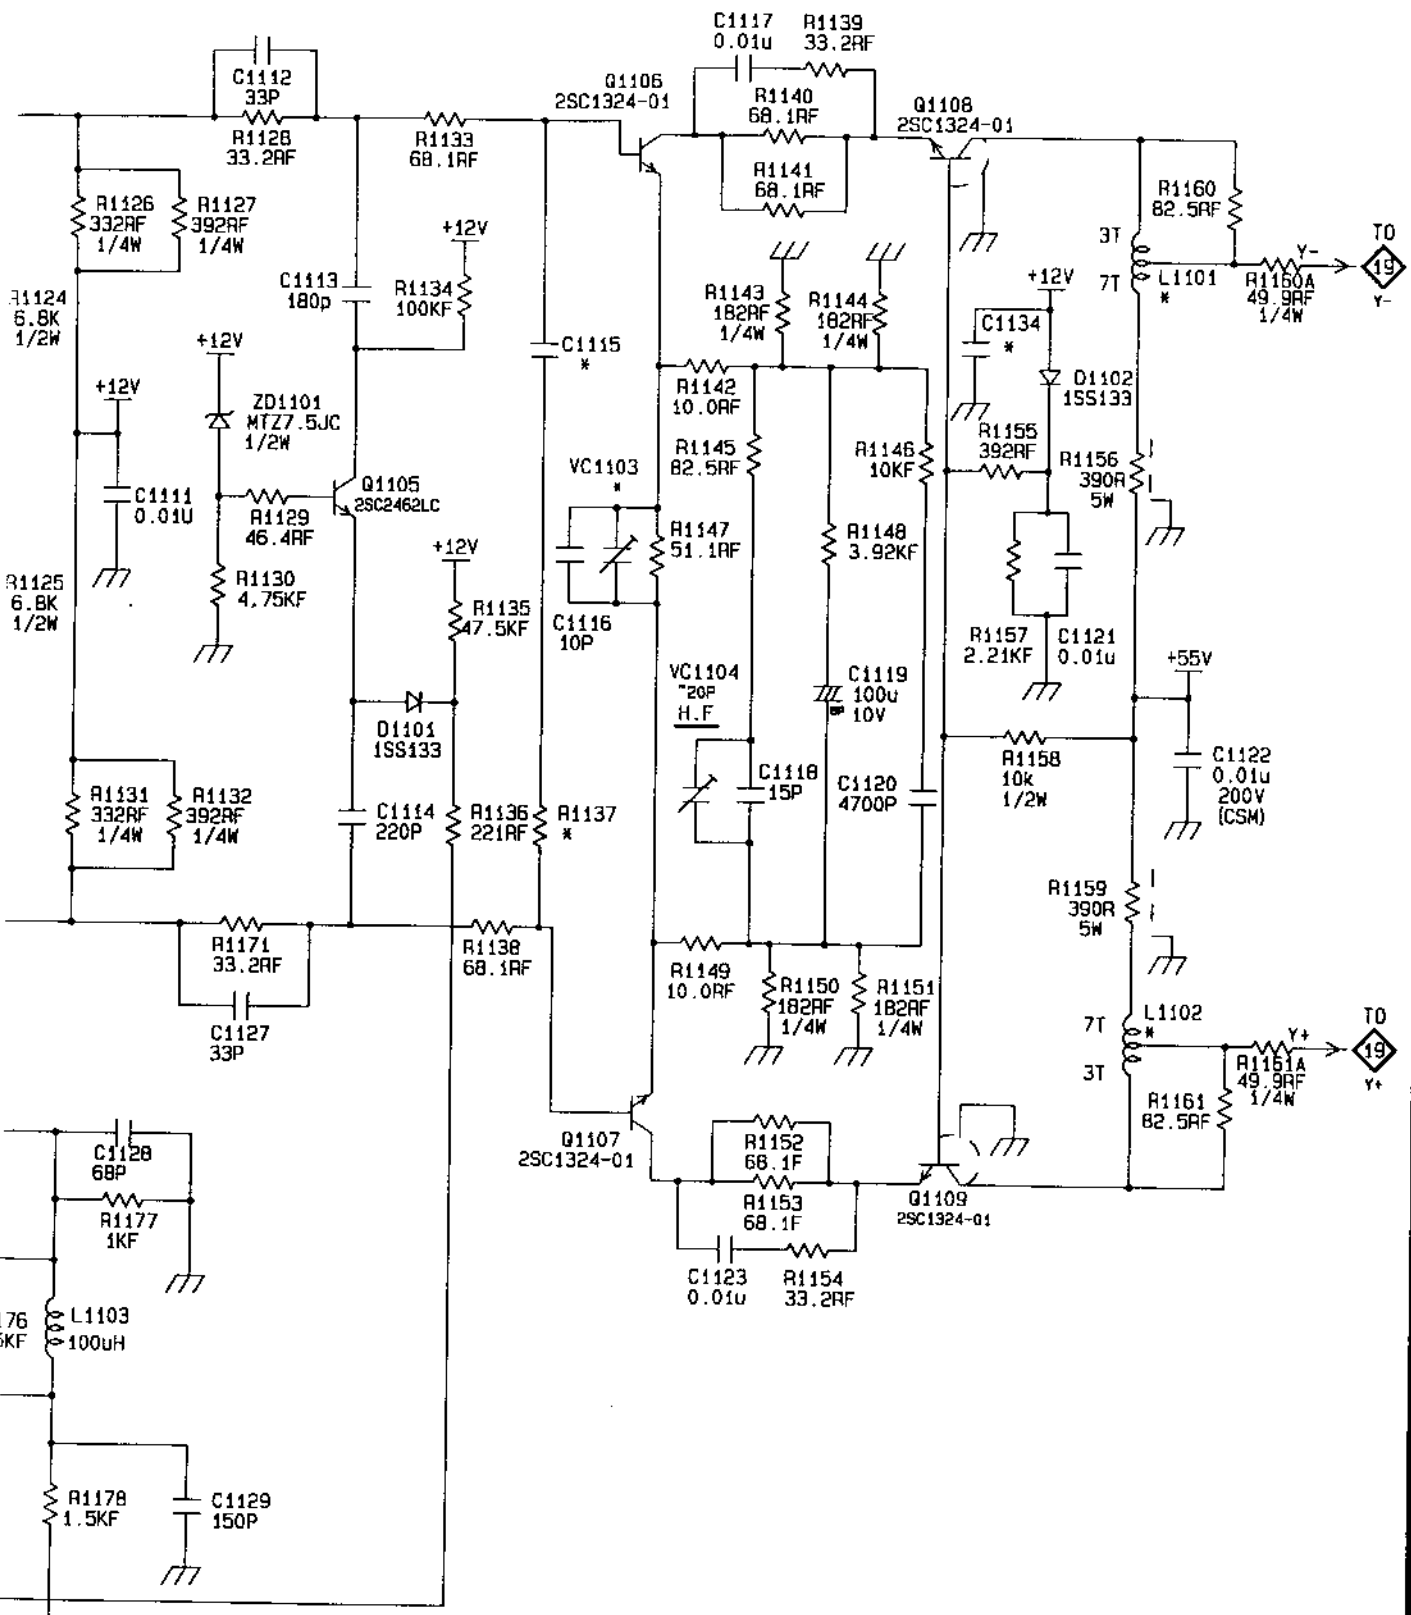 C1117
0.01u
R1139
33.2RF
C1112
33P
R1128
33.2RF
R1133
68.1RF
Q1106
2SC1324-01
R1140
68.1RF
R1141
68.1RF
Q1108
2SC1324-01
R1126
332RF
1/4W
R1127
392RF
1/4W
+12V
R1160
82.5RF
3T
7T
L1101
*
Y-
R1160A
49.9RF
1/4W
TO
19
Y-
R1124
6.8K
1/2W
C1113
180p
R1134
100KF
R1143
182RF
1/4W
R1144
182RF
1/4W
+12V
C1134
*
+12V
C1115
*
D1102
1SS133
+12V
ZD1101
MTZ7.5JC
1/2W
R1142
10.0RF
R1145
82.5RF
R1146
10KF
R1155
392RF
R1156
390R
5W
VC1103
*
Q1105
2SC2462LC
C1111
0.01U
R1129
46.4RF
R1147
51.1RF
R1148
3.92KF
+12V
R1125
6.8K
1/2W
R1130
4.75KF
R1135
47.5KF
C1116
10P
R1157
2.21KF
C1121
0.01u
+55V
VC1104
20P
H.F
C1119
100u
10V
D1101
1SS133
C1118
15P
C1120
4700P
R1158
10k
1/2W
C1122
0.01u
200V
(CSM)
R1131
332RF
1/4W
R1132
392RF
1/4W
C1114
220P
R1136
221RF
R1137
*
R1159
390R
5W
R1171
33.2RF
R1138
68.1RF
R1149
10.0RF
R1150
182RF
1/4W
R1151
182RF
1/4W
C1127
33P
7T
3T
L1102
*
Y+
R1161A
49.9RF
1/4W
TO
19
Y+
R1161
82.5RF
C1128
68P
Q1107
2SC1324-01
R1152
68.1F
R1153
68.1F
Q1109
2SC1324-01
R1177
1KF
C1123
0.01u
R1154
33.2RF
176
KF
L1103
100uH
R1178
1.5KF
C1129
150P